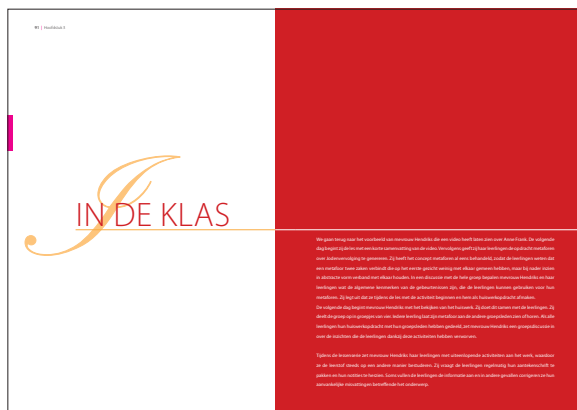 90 | Hoofdstuk 5
IN DE KLAS
We gaan terug naar het voorbeeld van mevrouw Hendriks die een video heeft laten zien over Anne Frank. De volgende
dag begint zij de les met een korte samenvatting van de video. Vervolgens geeft zij haar leerlingen de opdracht metaforen
over Jodenvervolging te genereren. Zij heeft het concept metaforen al eens behandeld, zodat de leerlingen weten dat
een metafoor twee zaken verbindt die op het eerste gezicht weinig met elkaar gemeen hebben, maar bij nader inzien
in abstracte vorm verband met elkaar houden. In een discussie met de hele groep bepalen mevrouw Hendriks en haar
leerlingen wat de algemene kenmerken van de gebeurtenissen zijn, die de leerlingen kunnen gebruiken voor hun
metaforen. Zij legt uit dat ze tijdens de les met de activiteit beginnen en hem als huiswerkopdracht afmaken.
De volgende dag begint mevrouw Hendriks met het bekijken van het huiswerk. Zij doet dit samen met de leerlingen. Zij
deelt de groep op in groepjes van vier. Iedere leerling laat zijn metafoor aan de andere groepsleden zien of horen. Als alle
leerlingen hun huiswerkopdracht met hun groepsleden hebben gedeeld, zet mevrouw Hendriks een groepsdiscussie in
over de inzichten die de leerlingen dankzij deze activiteiten hebben verworven.
Tijdens de lessenserie zet mevrouw Hendriks haar leerlingen met uiteenlopende activiteiten aan het werk, waardoor
ze de leerstof steeds op een andere manier bestuderen. Zij vraagt de leerlingen regelmatig hun aantekenschrift te
pakken en hun notities te herzien. Soms vullen de leerlingen de informatie aan en in andere gevallen corrigeren ze hun
aanvankelijke misvattingen betreffende het onderwerp.